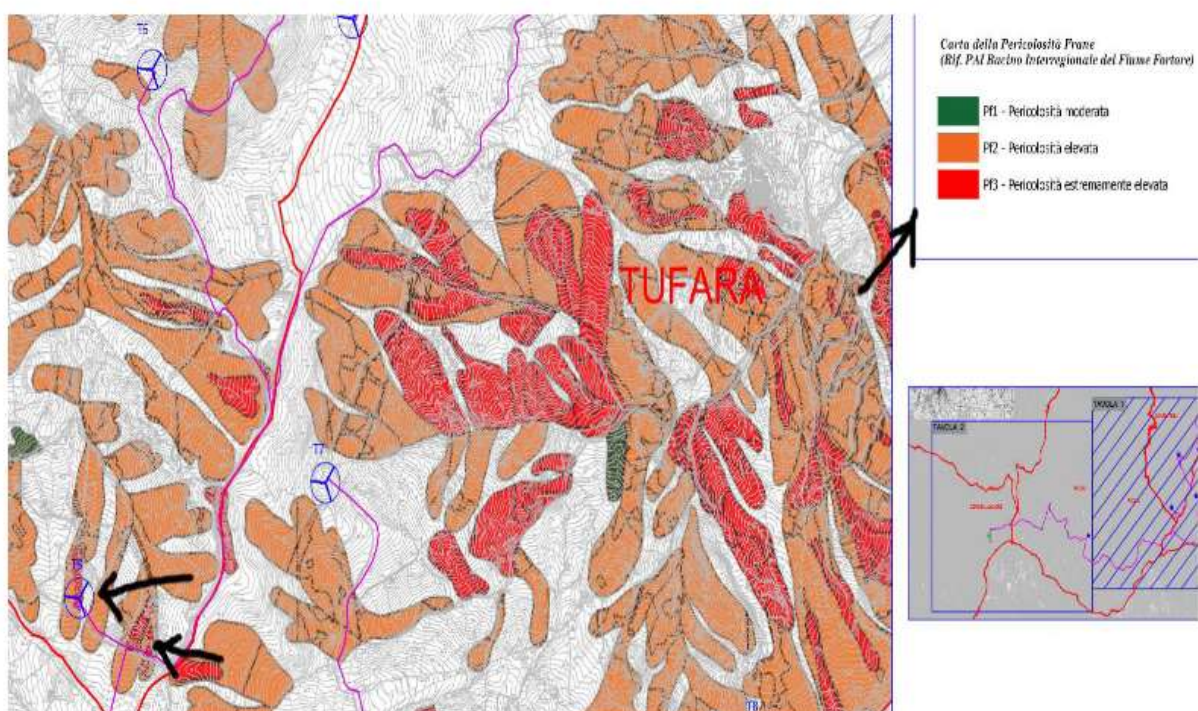 Carta della Pericolosità Frane
(Rif. PAI Bacino Interregionale del Fiume Fortore)
Pf1 - Pericolosità moderata
Pf2 - Pericolosità elevata
Pf3 - Pericolosità estremamente elevata
TUFARA
T7
T6
T8
TAVOLA 1
TAVOLA 2